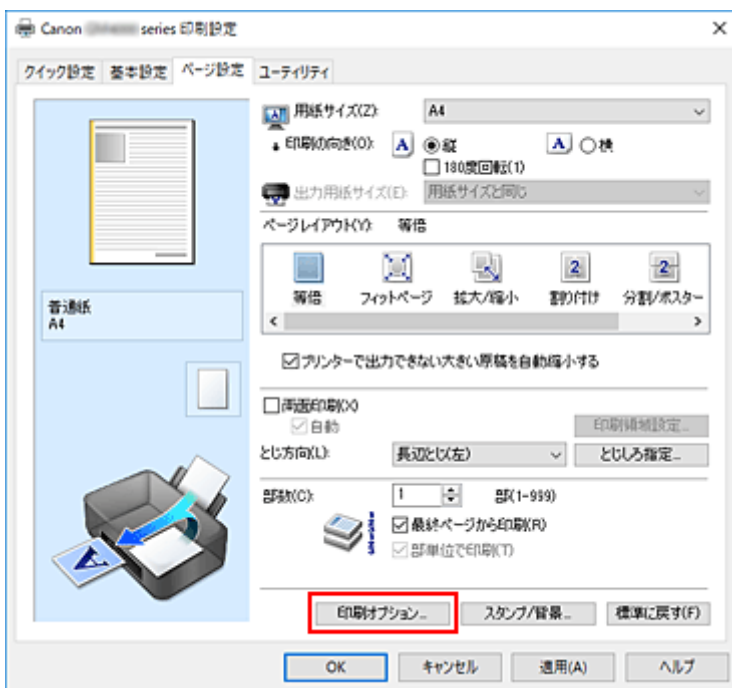 Canon series 印刷設定
クイック設定 基本設定 ページ設定 ユーティリティ
用紙サイズ(Z): A4
印刷の向き(O): A 縦 A 横
180度回転(1)
出力用紙サイズ(E): 用紙サイズと同じ
ページレイアウト(Y): 等倍
等倍 フィットページ 拡大/縮小 割り付け 分割/ポスター
普通紙
A4
プリンターで出力できない大きい原稿を自動縮小する
両面印刷(X)
自動
印刷領域設定...
とじ方向(L): 長辺とじ(左) とじしろ指定...
部数(C): 1 部(1-999)
最終ページから印刷(R)
部単位で印刷(T)
印刷オプション... スタンプ/背景... 標準に戻す(F)
OK キャンセル 適用(A) ヘルプ